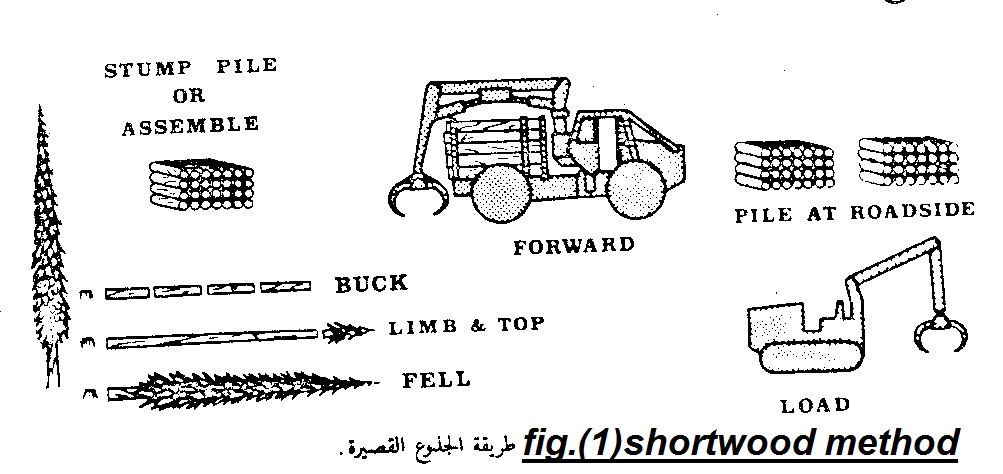 STUMP PILE
OR
ASSEMBLE
FORWARD
PILE AT ROADSIDE
BUCK
LIMB & TOP
FELL
LOAD
طريقة الجذوع القصيرة .
fig.(1)shortwood method